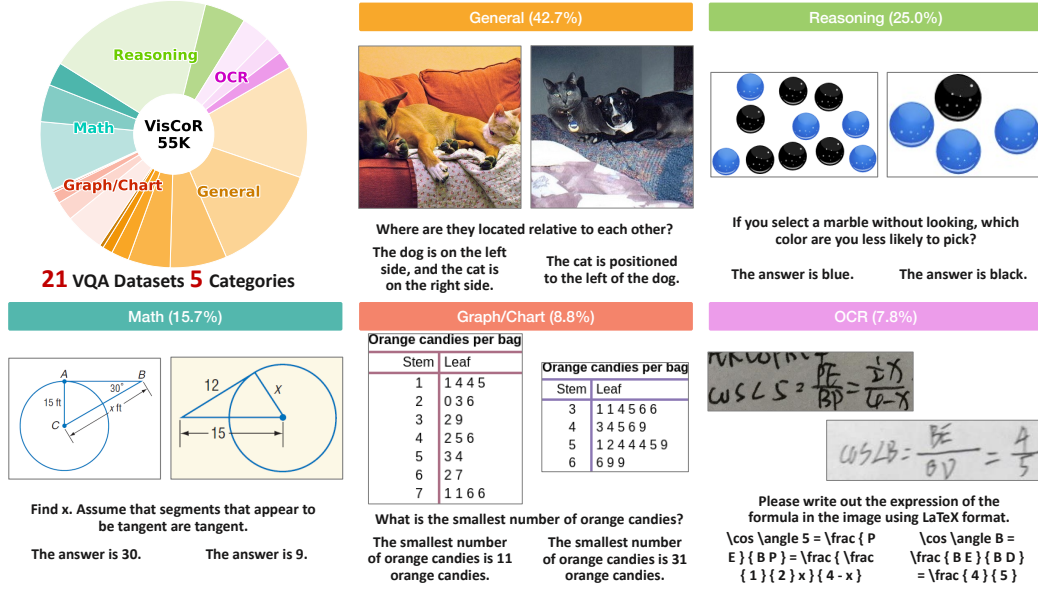 Reasoning
OCR
Math
VisCoR
55K
Graph/Chart
General
21 VQA Datasets 5 Categories
General (42.7%)
Where are they located relative to each other?
The dog is on the left
side, and the cat is
on the right side.
The cat is positioned
to the left of the dog.
Reasoning (25.0%)
If you select a marble without looking, which
color are you less likely to pick?
The answer is blue.
The answer is black.
Math (15.7%)
A
B
30°
15 ft
x ft
C
12
x
15
Find x. Assume that segments that appear to
be tangent are tangent.
The answer is 30.
The answer is 9.
Graph/Chart (8.8%)
Orange candies per bag
Stem Leaf
1 1 4 4 5
2 0 3 6
3 2 9
4 2 5 6
5 3 4
6 2 7
7 1 1 6 6
Orange candies per bag
Stem Leaf
3 1 1 4 5 6 6
4 3 4 5 6 9
5 1 2 4 4 4 5 9
6 6 9 9
What is the smallest number of orange candies?
The smallest number
of orange candies is 11
orange candies.
The smallest number
of orange candies is 31
orange candies.
OCR (7.8%)
cos∠5 = PE/BP = ½x/4-x
cos∠B = BE/BD = 4/5
Please write out the expression of the
formula in the image using LaTeX format.
\cos \angle 5 = \frac { P
E } { B P } = \frac { \frac
{ 1 } { 2 } x } { 4 - x }
\cos \angle B =
\frac { B E } { B D }
= \frac { 4 } { 5 }